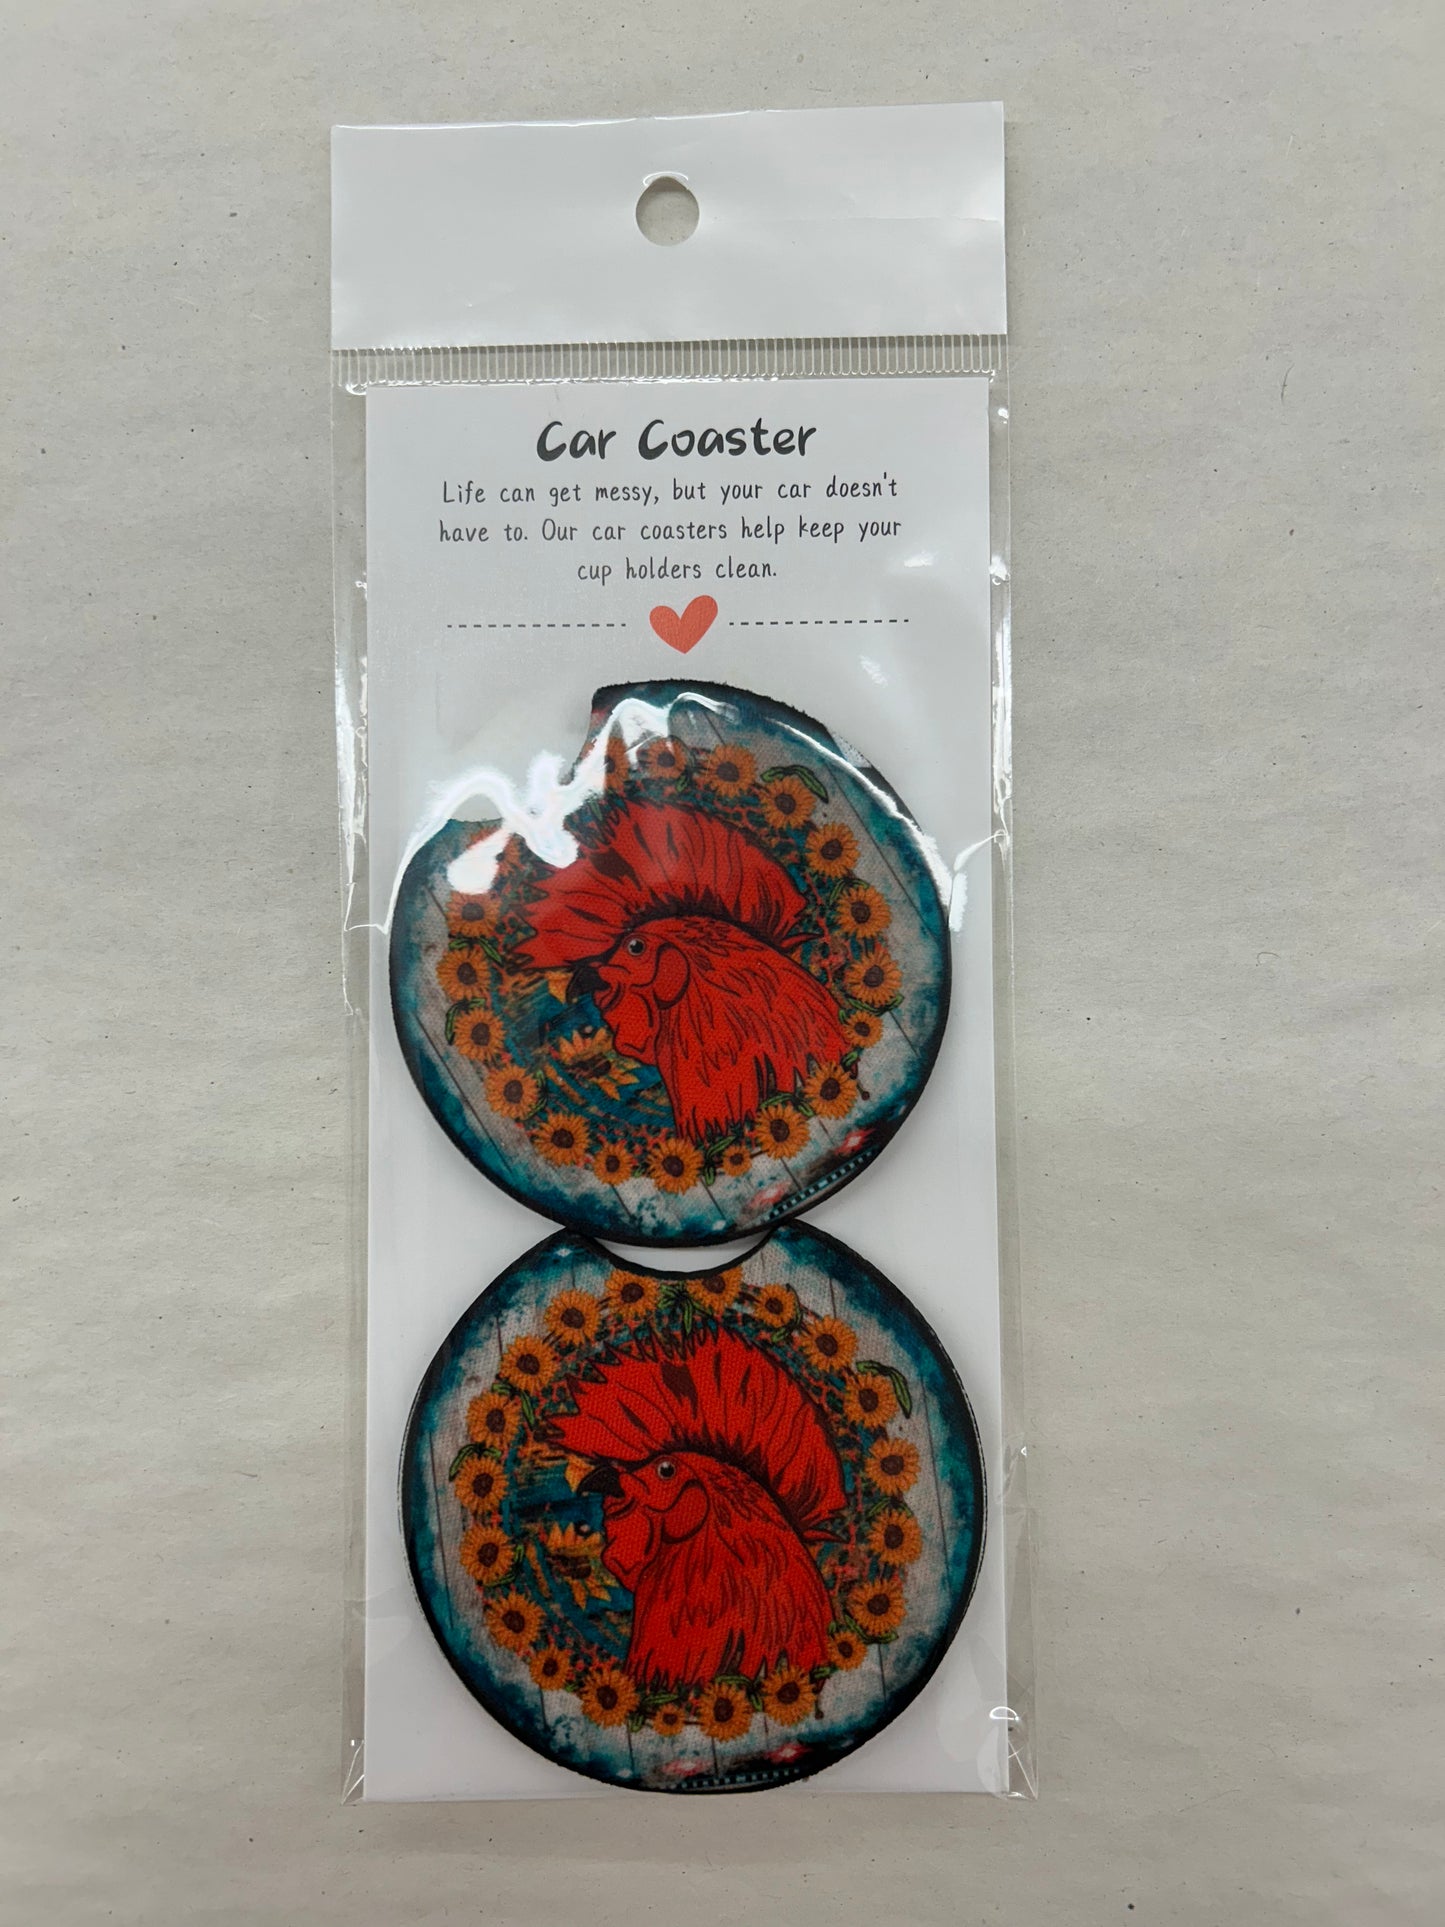 Car Coaster
Life can get messy, but your car doesn't
have to. Our car coasters help keep your
cup holders clean.